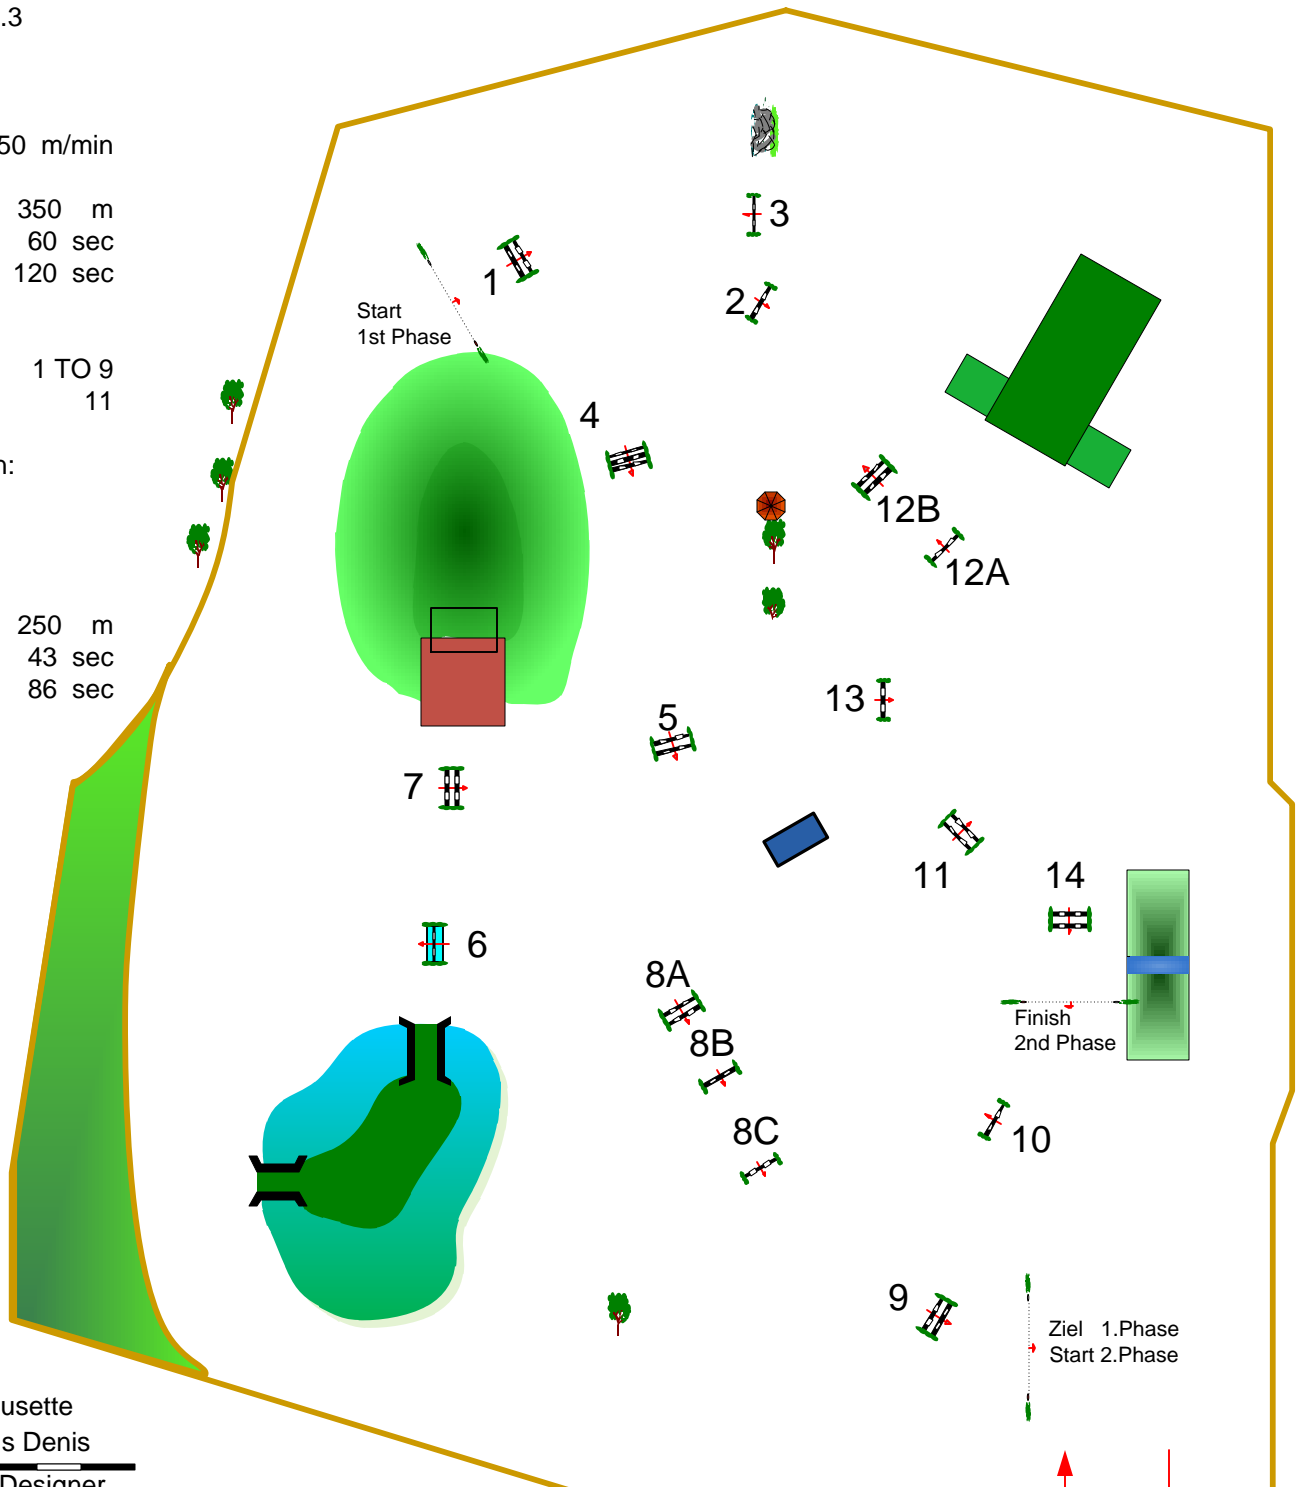 .3
50 m/min
350 m
60 sec
120 sec
1 TO 9
11
n:
250 m
43 sec
86 sec
usette
s Denis
Designer
3
1
2
Start
1st Phase
4
12B
12A
13
5
7
11
14
6
8A
8B
Finish
2nd Phase
8C
10
9
Ziel 1.Phase
Start 2.Phase